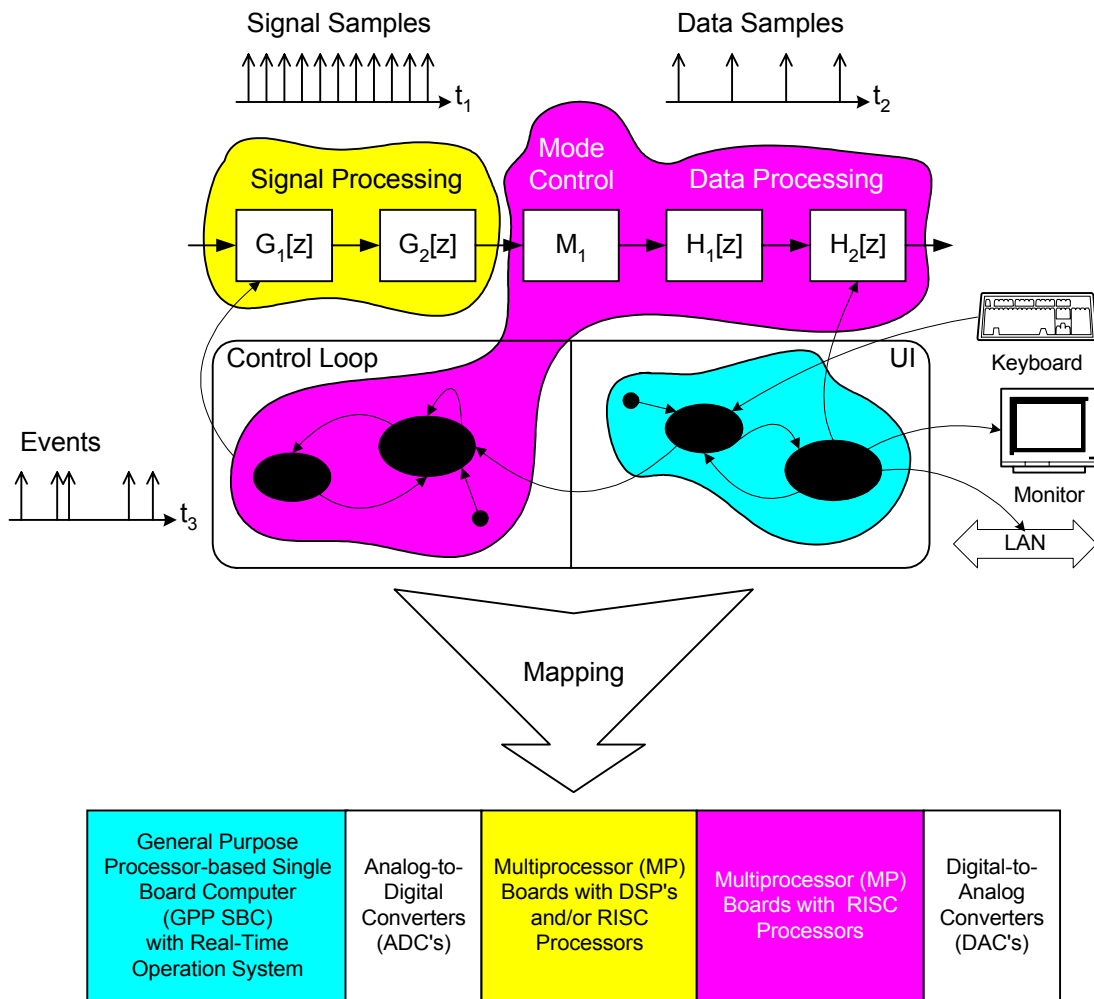 Signal Samples
Data Samples
t1
t2
Mode
Control
Signal Processing
Data Processing
G1[z]
G2[z]
M1
H1[z]
H2[z]
Control Loop
UI
Keyboard
Events
t3
Monitor
LAN
Mapping
General Purpose
Processor-based Single
Board Computer
(GPP SBC)
with Real-Time
Operation System
Analog-to-
Digital
Converters
(ADC's)
Multiprocessor (MP)
Boards with DSP's
and/or RISC
Processors
Multiprocessor (MP)
Boards with RISC
Processors
Digital-to-
Analog
Converters
(DAC's)